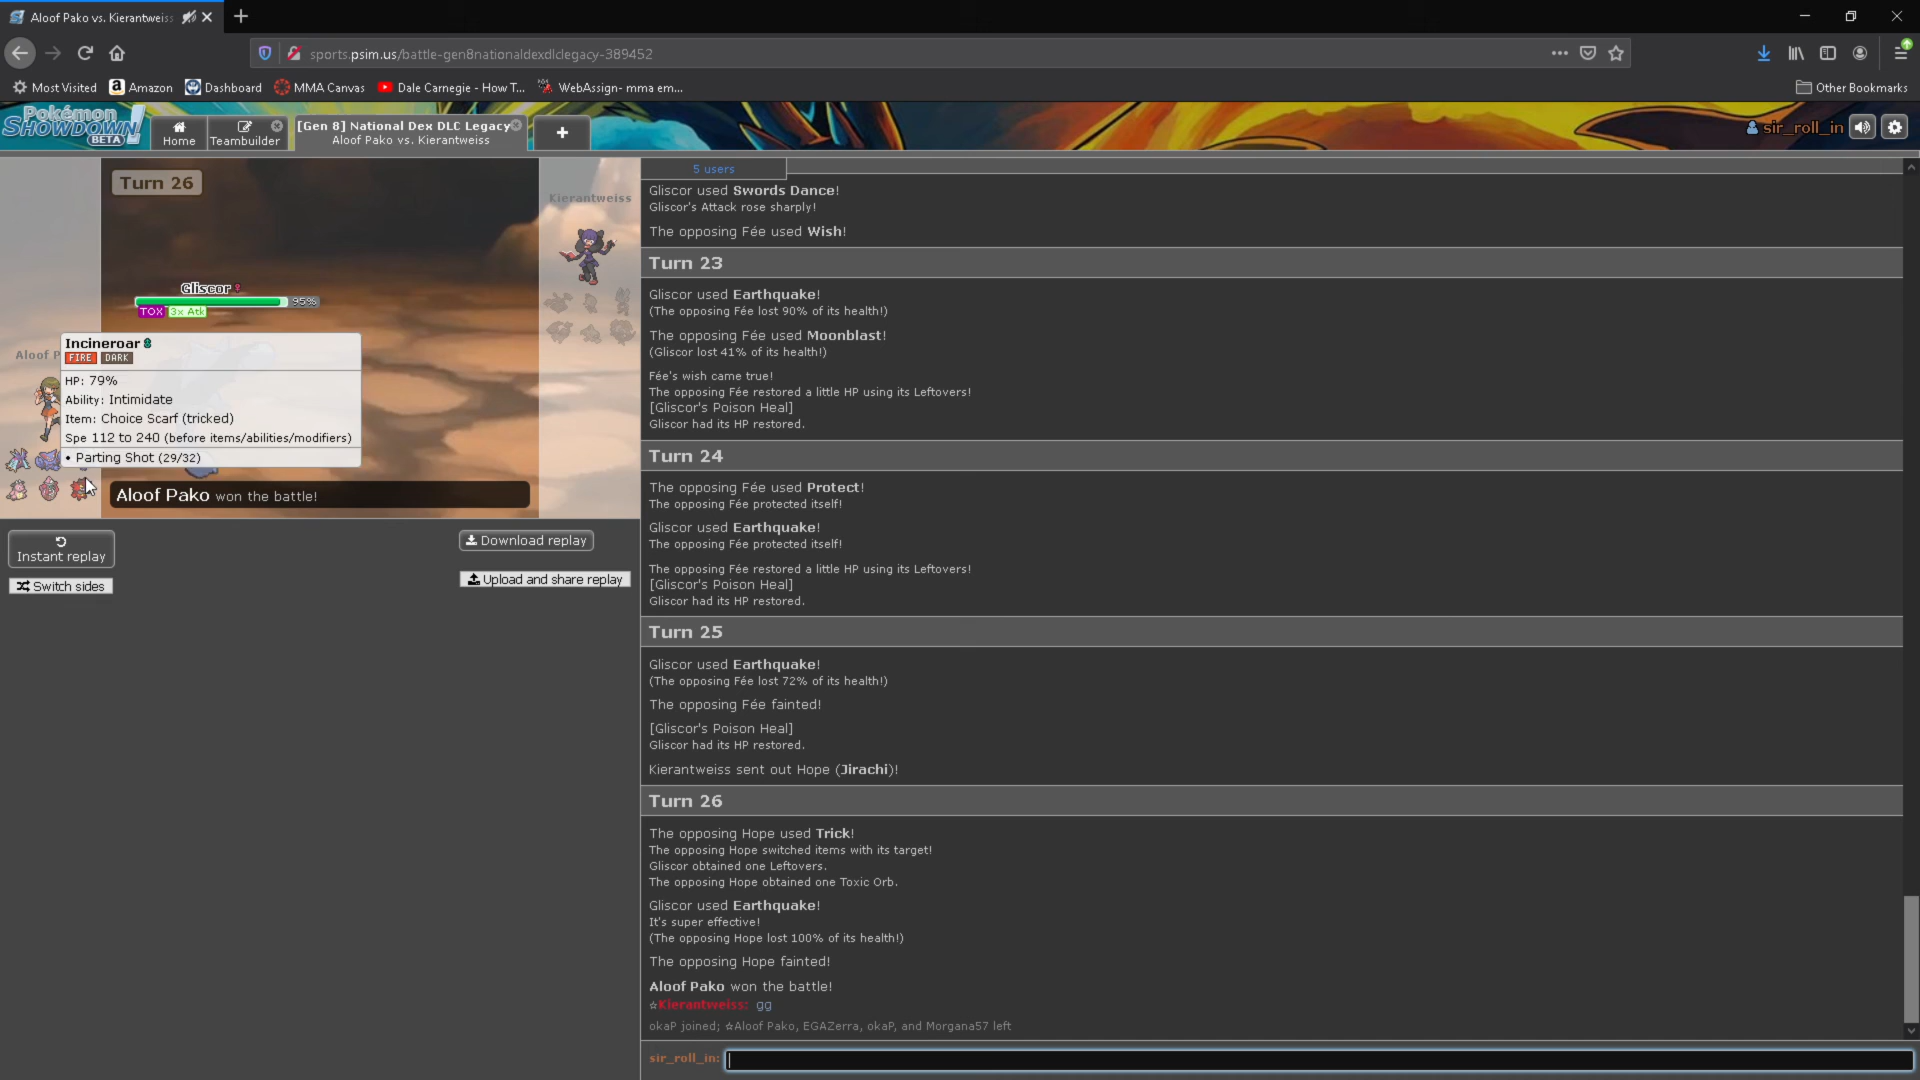 Aloof Pako vs. Kierantweiss
sports.psim.us/battle-gen8nationaldexdlclegacy-389452
Most Visited
Amazon
Dashboard
MMA Canvas
Dale Carnegie - How T...
WebAssign- mma em...
Other Bookmarks
Pokémon
SHOWDOWN!
BETA
Home
Teambuilder
[Gen 8] National Dex DLC Legacy
Aloof Pako vs. Kierantweiss
+
sir_roll_in
Turn 26
Kierantweiss
Gliscor
95%
TOX 3x Atk
Aloof P
Incineroar
FIRE DARK
HP: 79%
Ability: Intimidate
Item: Choice Scarf (tricked)
Spe 112 to 240 (before items/abilities/modifiers)
• Parting Shot (29/32)
Aloof Pako won the battle!
Instant replay
Switch sides
Download replay
Upload and share replay
5 users
Gliscor used Swords Dance!
Gliscor's Attack rose sharply!
The opposing Fée used Wish!
Turn 23
Gliscor used Earthquake!
(The opposing Fée lost 90% of its health!)
The opposing Fée used Moonblast!
(Gliscor lost 41% of its health!)
Fée's wish came true!
The opposing Fée restored a little HP using its Leftovers!
[Gliscor's Poison Heal]
Gliscor had its HP restored.
Turn 24
The opposing Fée used Protect!
The opposing Fée protected itself!
Gliscor used Earthquake!
The opposing Fée protected itself!
The opposing Fée restored a little HP using its Leftovers!
[Gliscor's Poison Heal]
Gliscor had its HP restored.
Turn 25
Gliscor used Earthquake!
(The opposing Fée lost 72% of its health!)
The opposing Fée fainted!
[Gliscor's Poison Heal]
Gliscor had its HP restored.
Kierantweiss sent out Hope (Jirachi)!
Turn 26
The opposing Hope used Trick!
The opposing Hope switched items with its target!
Gliscor obtained one Leftovers.
The opposing Hope obtained one Toxic Orb.
Gliscor used Earthquake!
It's super effective!
(The opposing Hope lost 100% of its health!)
The opposing Hope fainted!
Aloof Pako won the battle!
☆Kierantweiss: gg
okaP joined; ☆Aloof Pako, EGAZerra, okaP, and Morgana57 left
sir_roll_in: